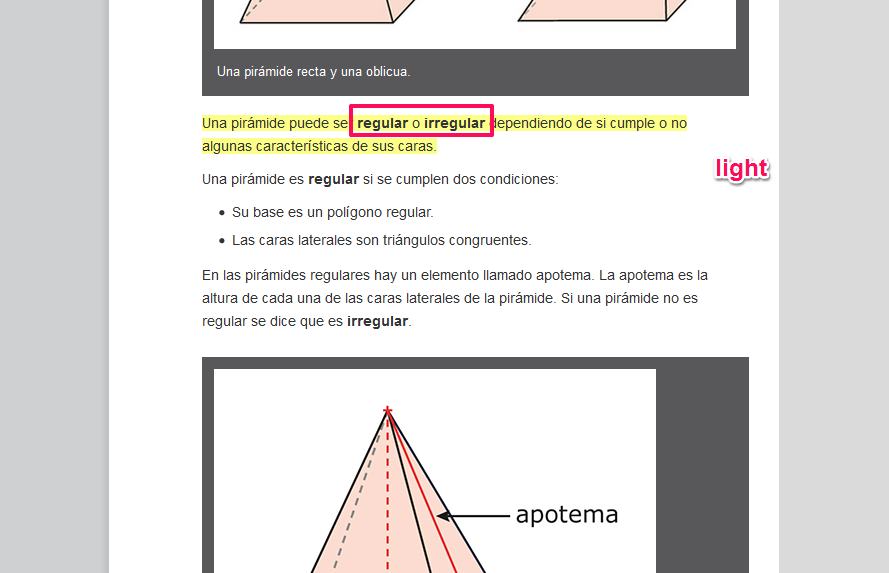 Una pirámide recta y una oblicua.
Una pirámide puede se regular o irregular dependiendo de si cumple o no
algunas características de sus caras.
light
Una pirámide es regular si se cumplen dos condiciones:
• Su base es un polígono regular.
• Las caras laterales son triángulos congruentes.
En las pirámides regulares hay un elemento llamado apotema. La apotema es la
altura de cada una de las caras laterales de la pirámide. Si una pirámide no es
regular se dice que es irregular.
apotema